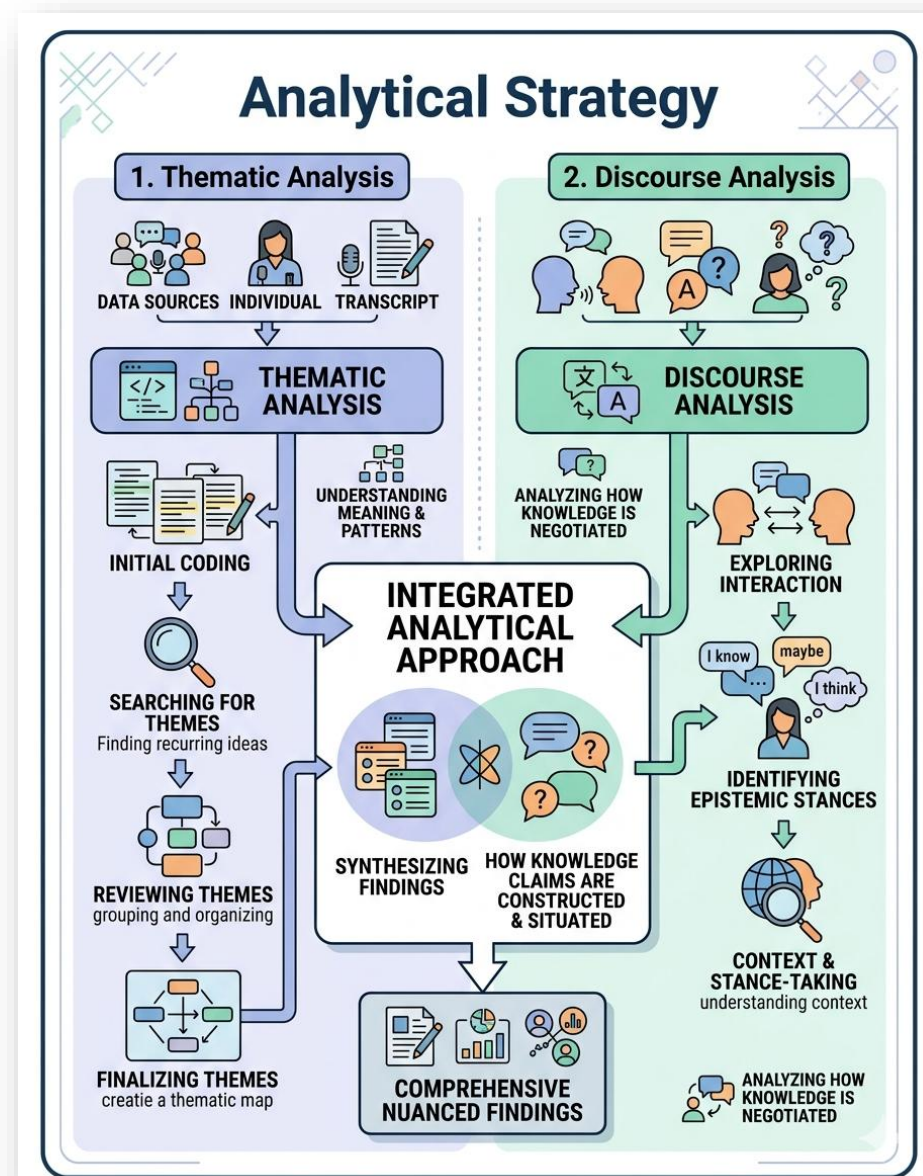 Analytical Strategy
1. Thematic Analysis
DATA SOURCES
INDIVIDUAL
TRANSCRIPT
</>
THEMATIC
ANALYSIS
UNDERSTANDING
MEANING &
PATTERNS
INITIAL CODING
SEARCHING FOR
THEMES
Finding recurring ideas
REVIEWING THEMES
grouping and organizing
FINALIZING THEMES
creatie a thematic map
2. Discourse Analysis
A
?
?
?
?
文
A
DISCOURSE
ANALYSIS
?
ANALYZING HOW
KNOWLEDGE IS
NEGOTIATED
EXPLORING
INTERACTION
I know
maybe
...
I think
IDENTIFYING
EPISTEMIC STANCES
CONTEXT &
STANCE-TAKING
understanding context
ANALYZING HOW
KNOWLEDGE IS
NEGOTIATED
INTEGRATED
ANALYTICAL
APPROACH
?
?
SYNTHESIZING
FINDINGS
HOW KNOWLEDGE
CLAIMS ARE
CONSTRUCTED
& SITUATED
COMPREHENSIVE
NUANCED FINDINGS